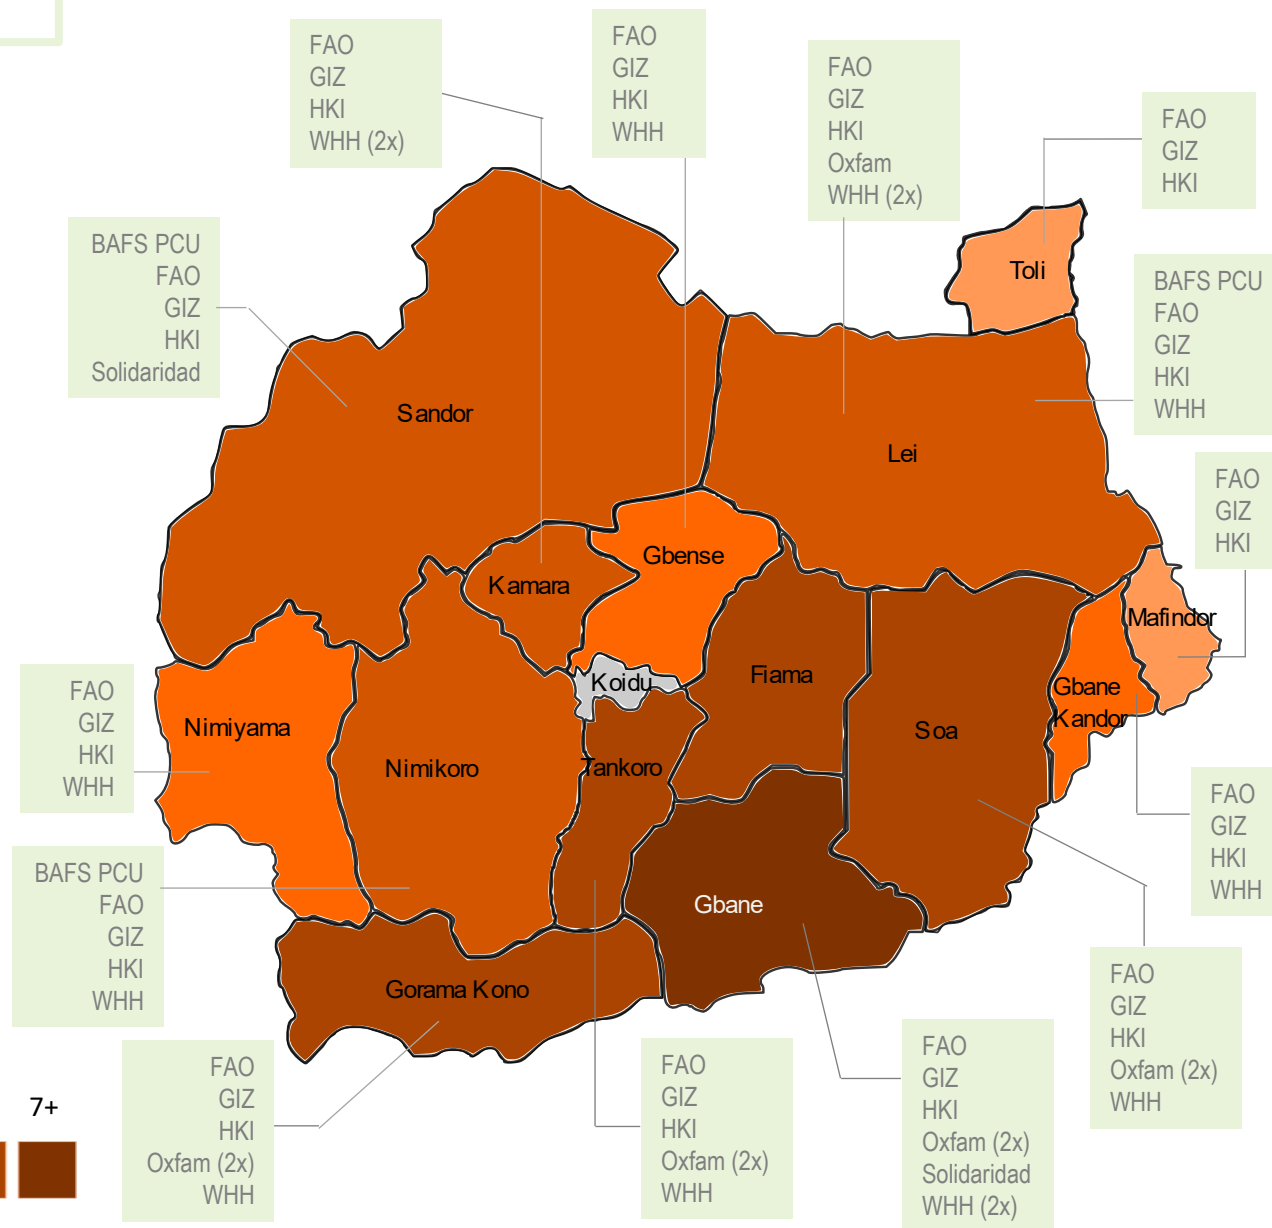 FAO
GIZ
HKI
WHH (2x)
FAO
GIZ
HKI
WHH
FAO
GIZ
HKI
Oxfam
WHH (2x)
FAO
GIZ
HKI
BAFS PCU
FAO
GIZ
HKI
Solidaridad
BAFS PCU
FAO
GIZ
HKI
WHH
FAO
GIZ
HKI
Toli
Sandor
Lei
Gbense
Kamara
Mafindor
Koidu
Fiama
Gbane
Kandor
Nimiyama
Nimikoro
Tankoro
Soa
Gbane
Gorama Kono
FAO
GIZ
HKI
WHH
FAO
GIZ
HKI
WHH
BAFS PCU
FAO
GIZ
HKI
WHH
FAO
GIZ
HKI
Oxfam (2x)
WHH
FAO
GIZ
HKI
Oxfam (2x)
WHH
FAO
GIZ
HKI
Oxfam (2x)
WHH
FAO
GIZ
HKI
Oxfam (2x)
Solidaridad
WHH (2x)
7+